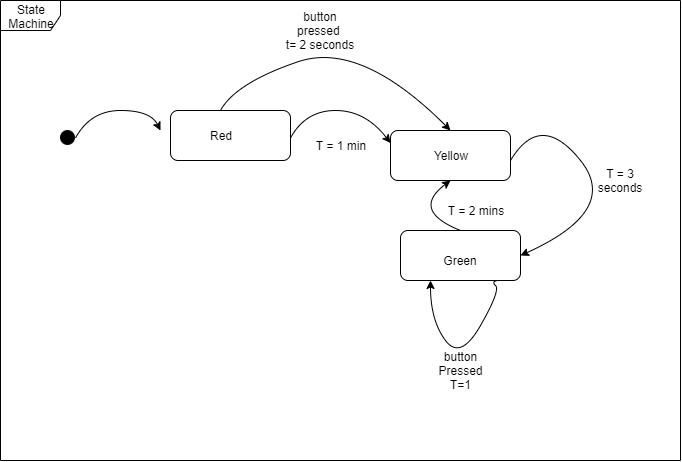 State
Machine
button
pressed
t= 2 seconds
Red
T = 1 min
Yellow
T = 3
seconds
T = 2 mins
Green
button
Pressed
T=1